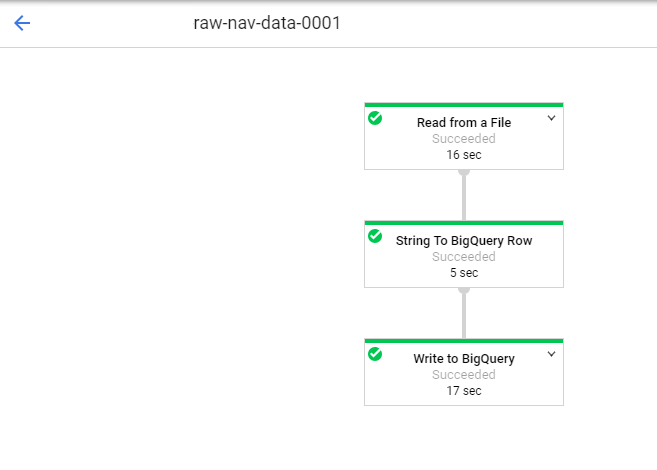 raw-nav-data-0001
Read from a File
Succeeded
16 sec
String To BigQuery Row
Succeeded
5 sec
Write to BigQuery
Succeeded
17 sec